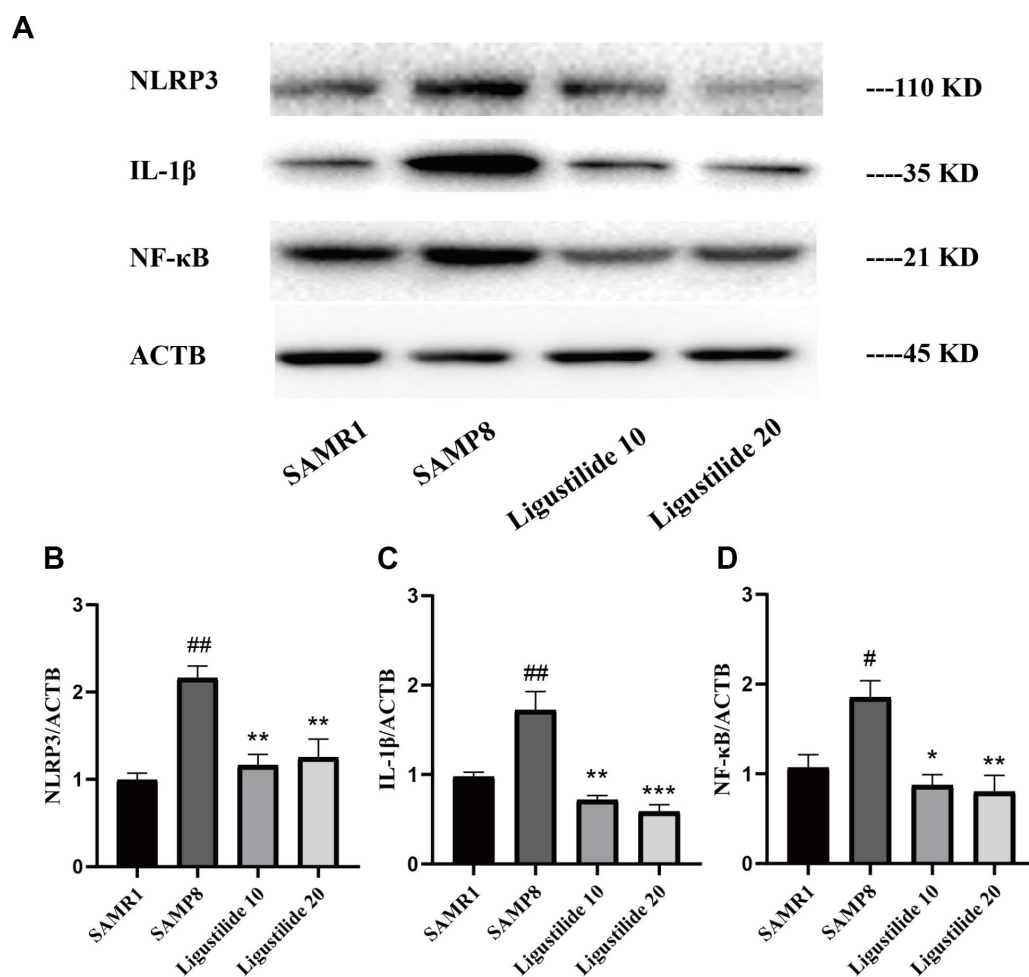 A
NLRP3 ---110 KD
IL-1β ----35 KD
NF-κB ----21 KD
ACTB ----45 KD
SAMR1 SAMP8 Ligustilide 10 Ligustilide 20
B
NLRP3/ACTB
3
2
1
0
##
**
**
SAMR1 SAMP8 Ligustilide 10 Ligustilide 20
C
IL-1β/ACTB
3
2
1
0
##
**
***
SAMR1 SAMP8 Ligustilide 10 Ligustilide 20
D
NF-κB/ACTB
3
2
1
0
#
*
**
SAMR1 SAMP8 Ligustilide 10 Ligustilide 20